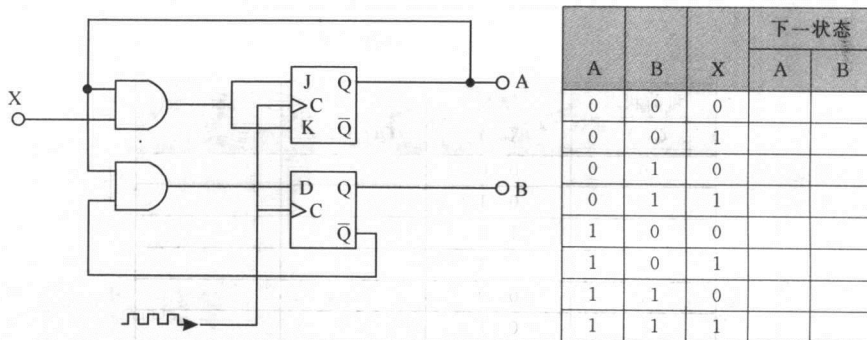 X
J Q
C
K Q̅
A
D Q
C
Q̅
B
下一状态
A B X A B
0 0 0
0 0 1
0 1 0
0 1 1
1 0 0
1 0 1
1 1 0
1 1 1